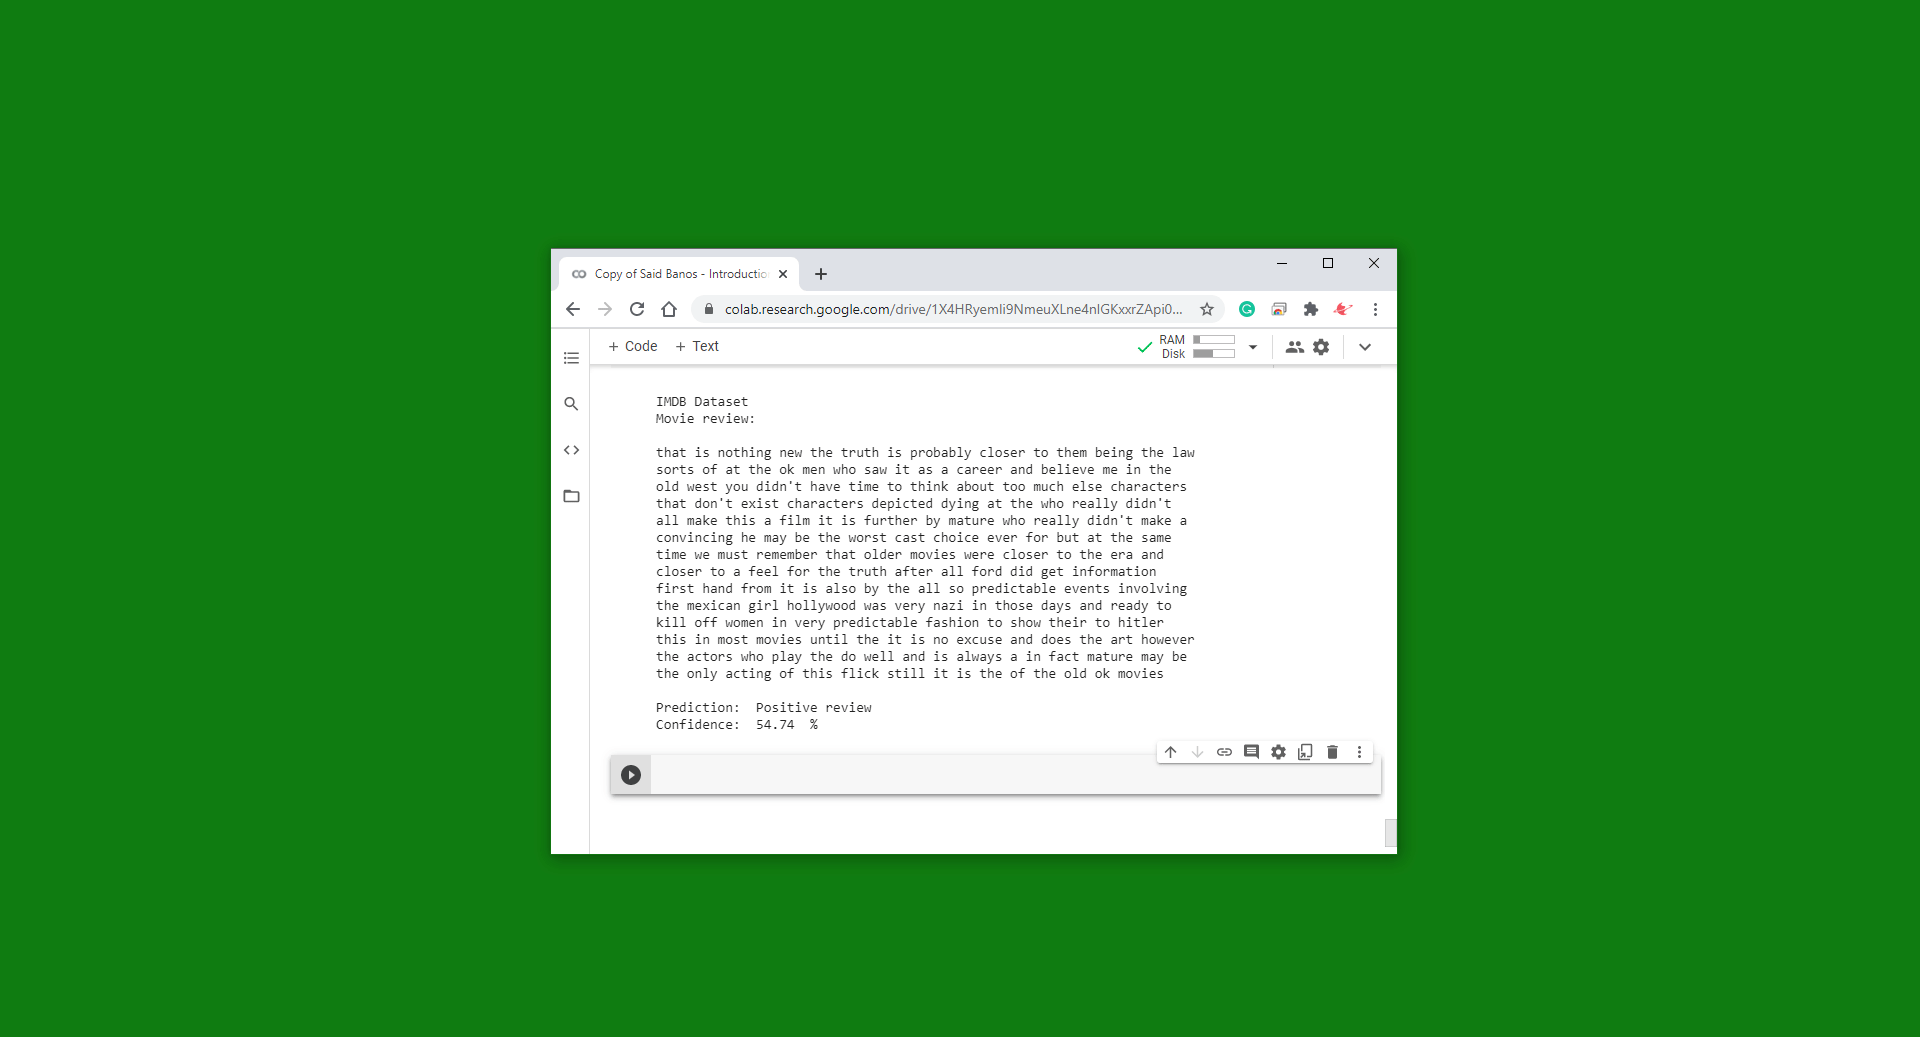 Copy of Said Banos - Introductio
colab.research.google.com/drive/1X4HRyemIi9NmeuXLne4nlGKxxrZApi0...
+ Code + Text
RAM
Disk
IMDB Dataset
Movie review:
that is nothing new the truth is probably closer to them being the law
sorts of at the ok men who saw it as a career and believe me in the
old west you didn't have time to think about too much else characters
that don't exist characters depicted dying at the who really didn't
all make this a film it is further by mature who really didn't make a
convincing he may be the worst cast choice ever for but at the same
time we must remember that older movies were closer to the era and
closer to a feel for the truth after all ford did get information
first hand from it is also by the all so predictable events involving
the mexican girl hollywood was very nazi in those days and ready to
kill off women in very predictable fashion to show their to hitler
this in most movies until the it is no excuse and does the art however
the actors who play the do well and is always a in fact mature may be
the only acting of this flick still it is the of the old ok movies
Prediction: Positive review
Confidence: 54.74 %